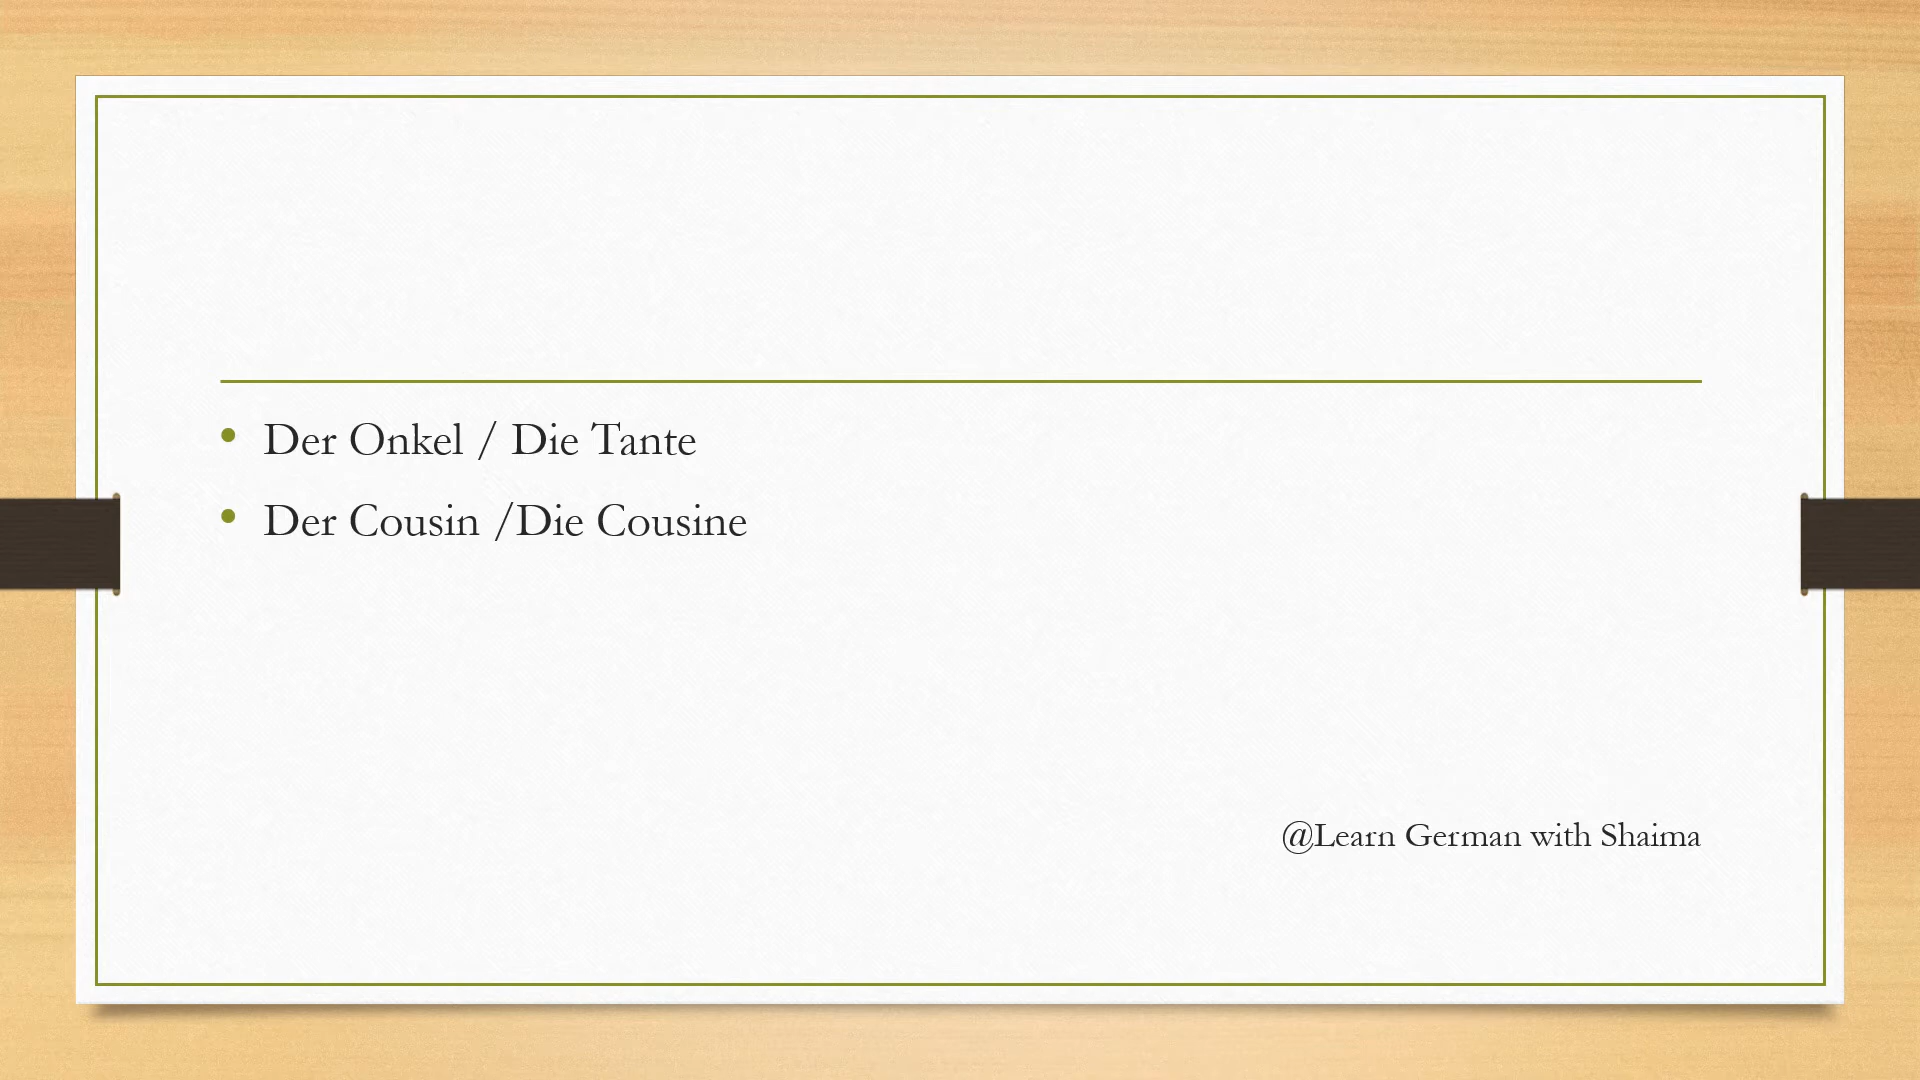 Der Onkel / Die Tante
Der Cousin /Die Cousine
@Learn German with Shaima